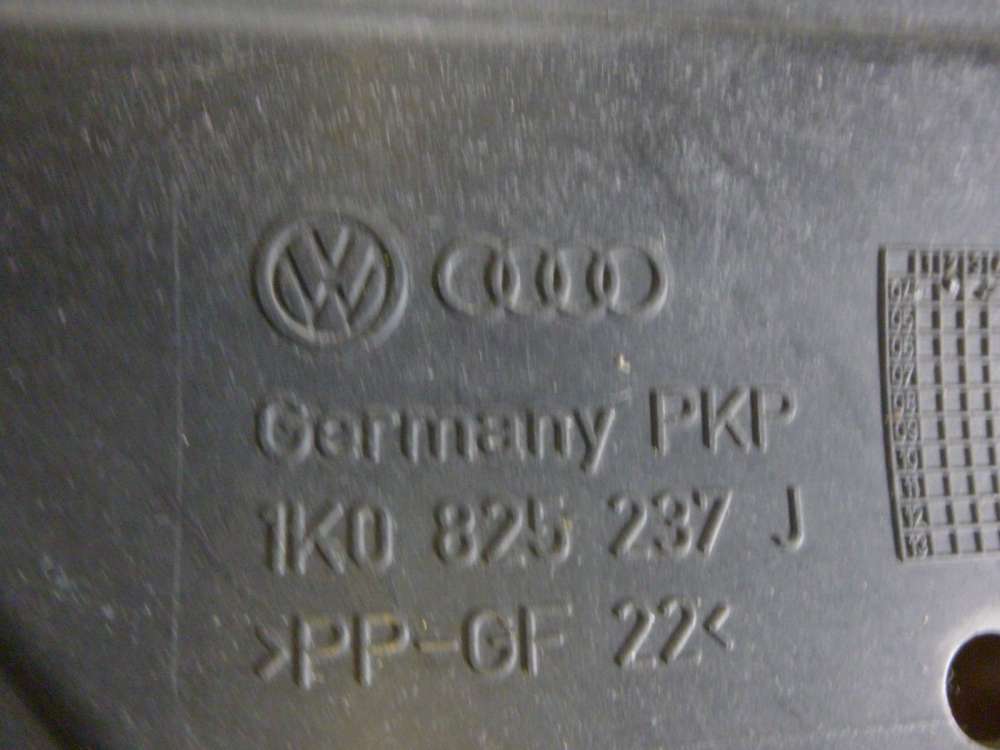 Germany PKP
1K0 825 237 J
>PP-GF 22<